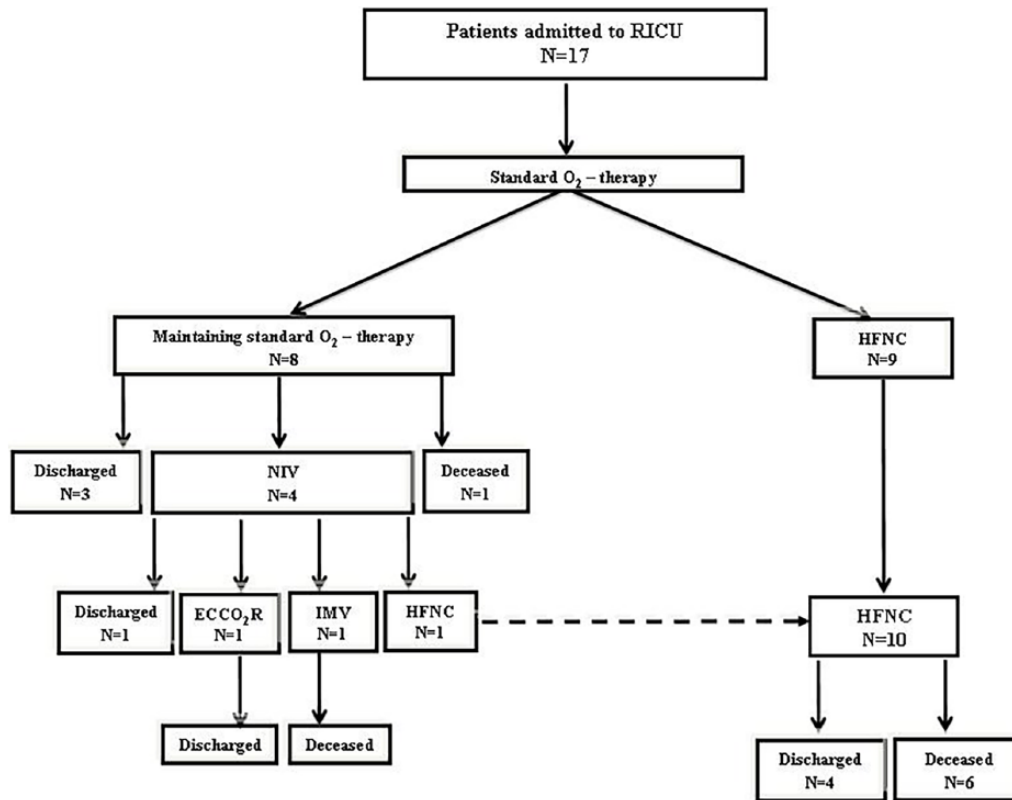 Patients admitted to RICU
N=17
Standard O₂ – therapy
Maintaining standard O₂ – therapy
N=8
HFNC
N=9
Discharged
N=3
NIV
N=4
Deceased
N=1
Discharged
N=1
ECCO₂R
N=1
IMV
N=1
HFNC
N=1
HFNC
N=10
Discharged
Deceased
Discharged
N=4
Deceased
N=6